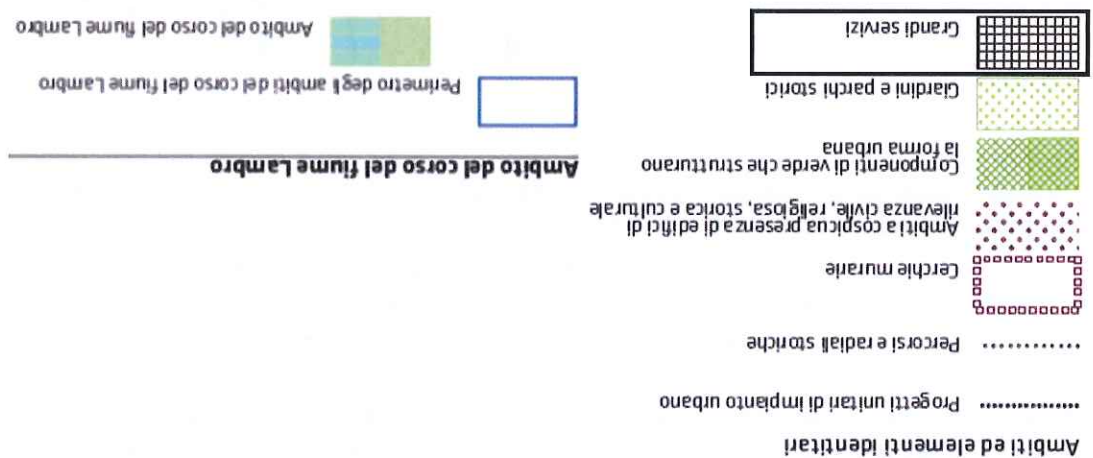 Ambiti ed elementi identitari
Progetti unitari di impianto urbano
Percorsi e radiali storiche
Cerchie murarie
Ambiti a cospicua presenza di edifici di
rilevanza civile, religiosa, storica e culturale
Componenti di verde che strutturano
la forma urbana
Giardini e parchi storici
Grandi servizi
Ambito del corso del fiume Lambro
Perimetro degli ambiti del corso del fiume Lambro
Ambito del corso del fiume Lambro